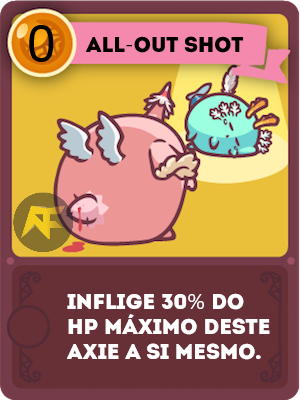 0
ALL-OUT SHOT
INFLIGE 30% DO
HP MÁXIMO DESTE
AXIE A SI MESMO.